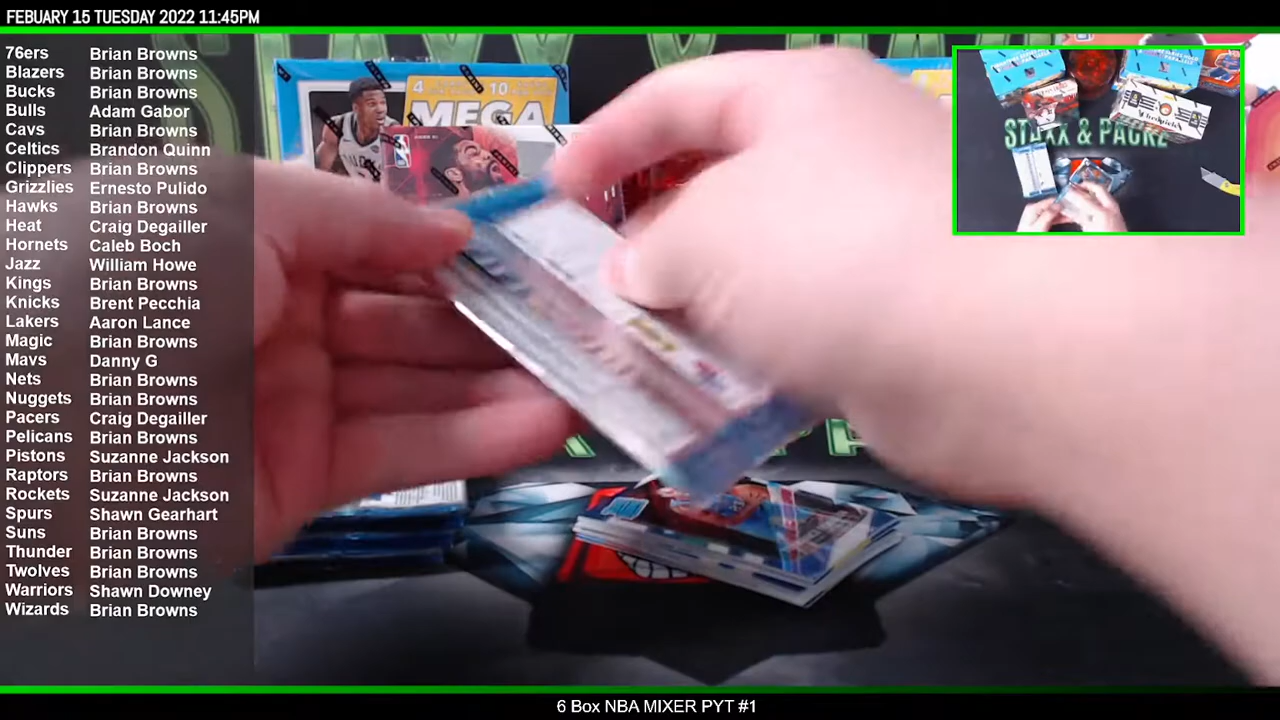 FEBUARY 15 TUESDAY 2022 11:45PM
76ers Brian Browns
Blazers Brian Browns
Bucks Brian Browns
Bulls Adam Gabor
Cavs Brian Browns
Celtics Brandon Quinn
Clippers Brian Browns
Grizzlies Ernesto Pulido
Hawks Brian Browns
Heat Craig Degailler
Hornets Caleb Boch
Jazz William Howe
Kings Brian Browns
Knicks Brent Pecchia
Lakers Aaron Lance
Magic Brian Browns
Mavs Danny G
Nets Brian Browns
Nuggets Brian Browns
Pacers Craig Degailler
Pelicans Brian Browns
Pistons Suzanne Jackson
Raptors Brian Browns
Rockets Suzanne Jackson
Spurs Shawn Gearhart
Suns Brian Browns
Thunder Brian Browns
Twolves Brian Browns
Warriors Shawn Downey
Wizards Brian Browns
4 10
MEGA
STAXX & PACKZ
Chronicles
6 Box NBA MIXER PYT #1